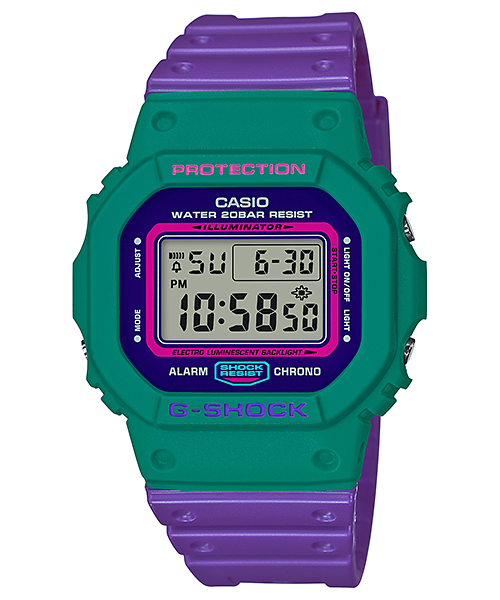 PROTECTION
CASIO
WATER 20BAR RESIST
ILLUMINATOR
ADJUST
MODE
SU 6-30
PM
10:58 50
START·STOP
LIGHT ON/OFF
LIGHT
ELECTRO LUMINESCENT BACKLIGHT
ALARM SHOCK RESIST CHRONO
G-SHOCK